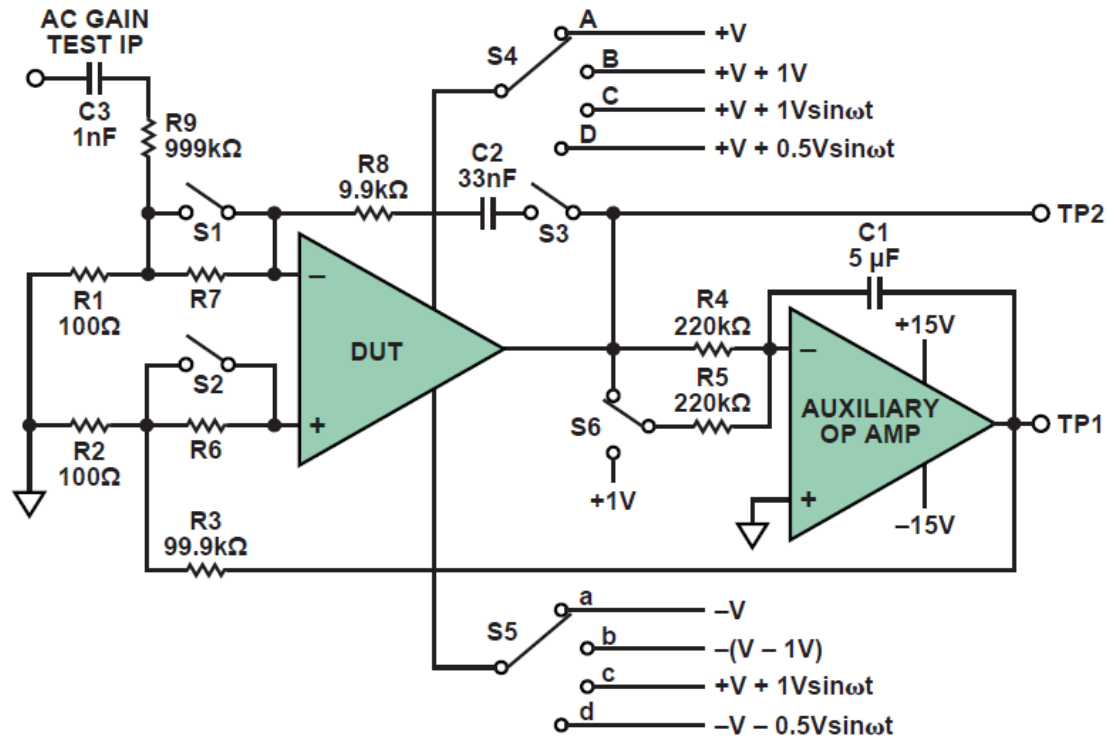 AC GAIN
TEST IP
C3
1nF
R9
999kΩ
S4
A
+V
B
+V + 1V
C
+V + 1Vsinωt
D
+V + 0.5Vsinωt
R8
9.9kΩ
C2
33nF
S3
TP2
S1
R1
100Ω
R7
–
DUT
+
S2
R2
100Ω
R6
R3
99.9kΩ
C1
5 µF
R4
220kΩ
R5
220kΩ
S6
+1V
–
+15V
AUXILIARY
OP AMP
+
–15V
TP1
S5
a
–V
b
–(V – 1V)
c
+V + 1Vsinωt
d
–V – 0.5Vsinωt